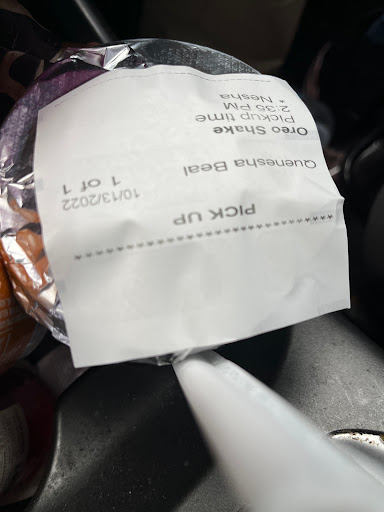 *************************
PICK UP
10/13/2022
1 of 1
Quenesha Beal
Oreo Shake
Pickup time
2:35 PM
* Nesha